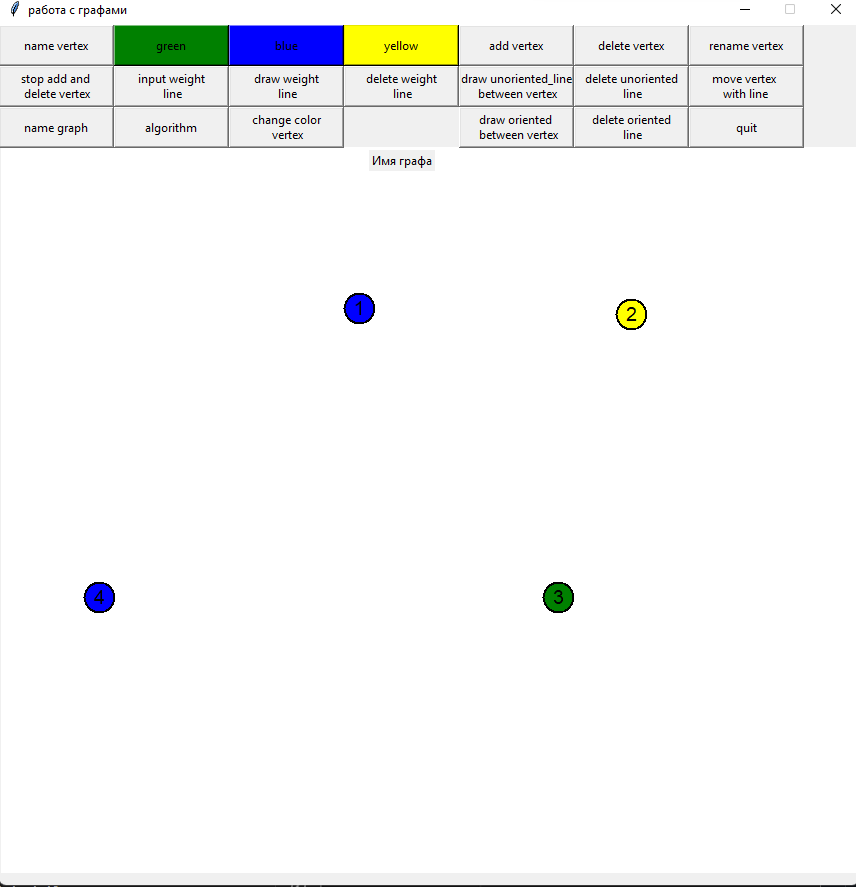 работа с графами
name vertex
green
blue
yellow
add vertex
delete vertex
rename vertex
stop add and
delete vertex
input weight
line
draw weight
line
delete weight
line
draw unoriented_line
between vertex
delete unoriented
line
move vertex
with line
name graph
algorithm
change color
vertex
draw oriented
between vertex
delete oriented
line
quit
Имя графа
1
2
4
3